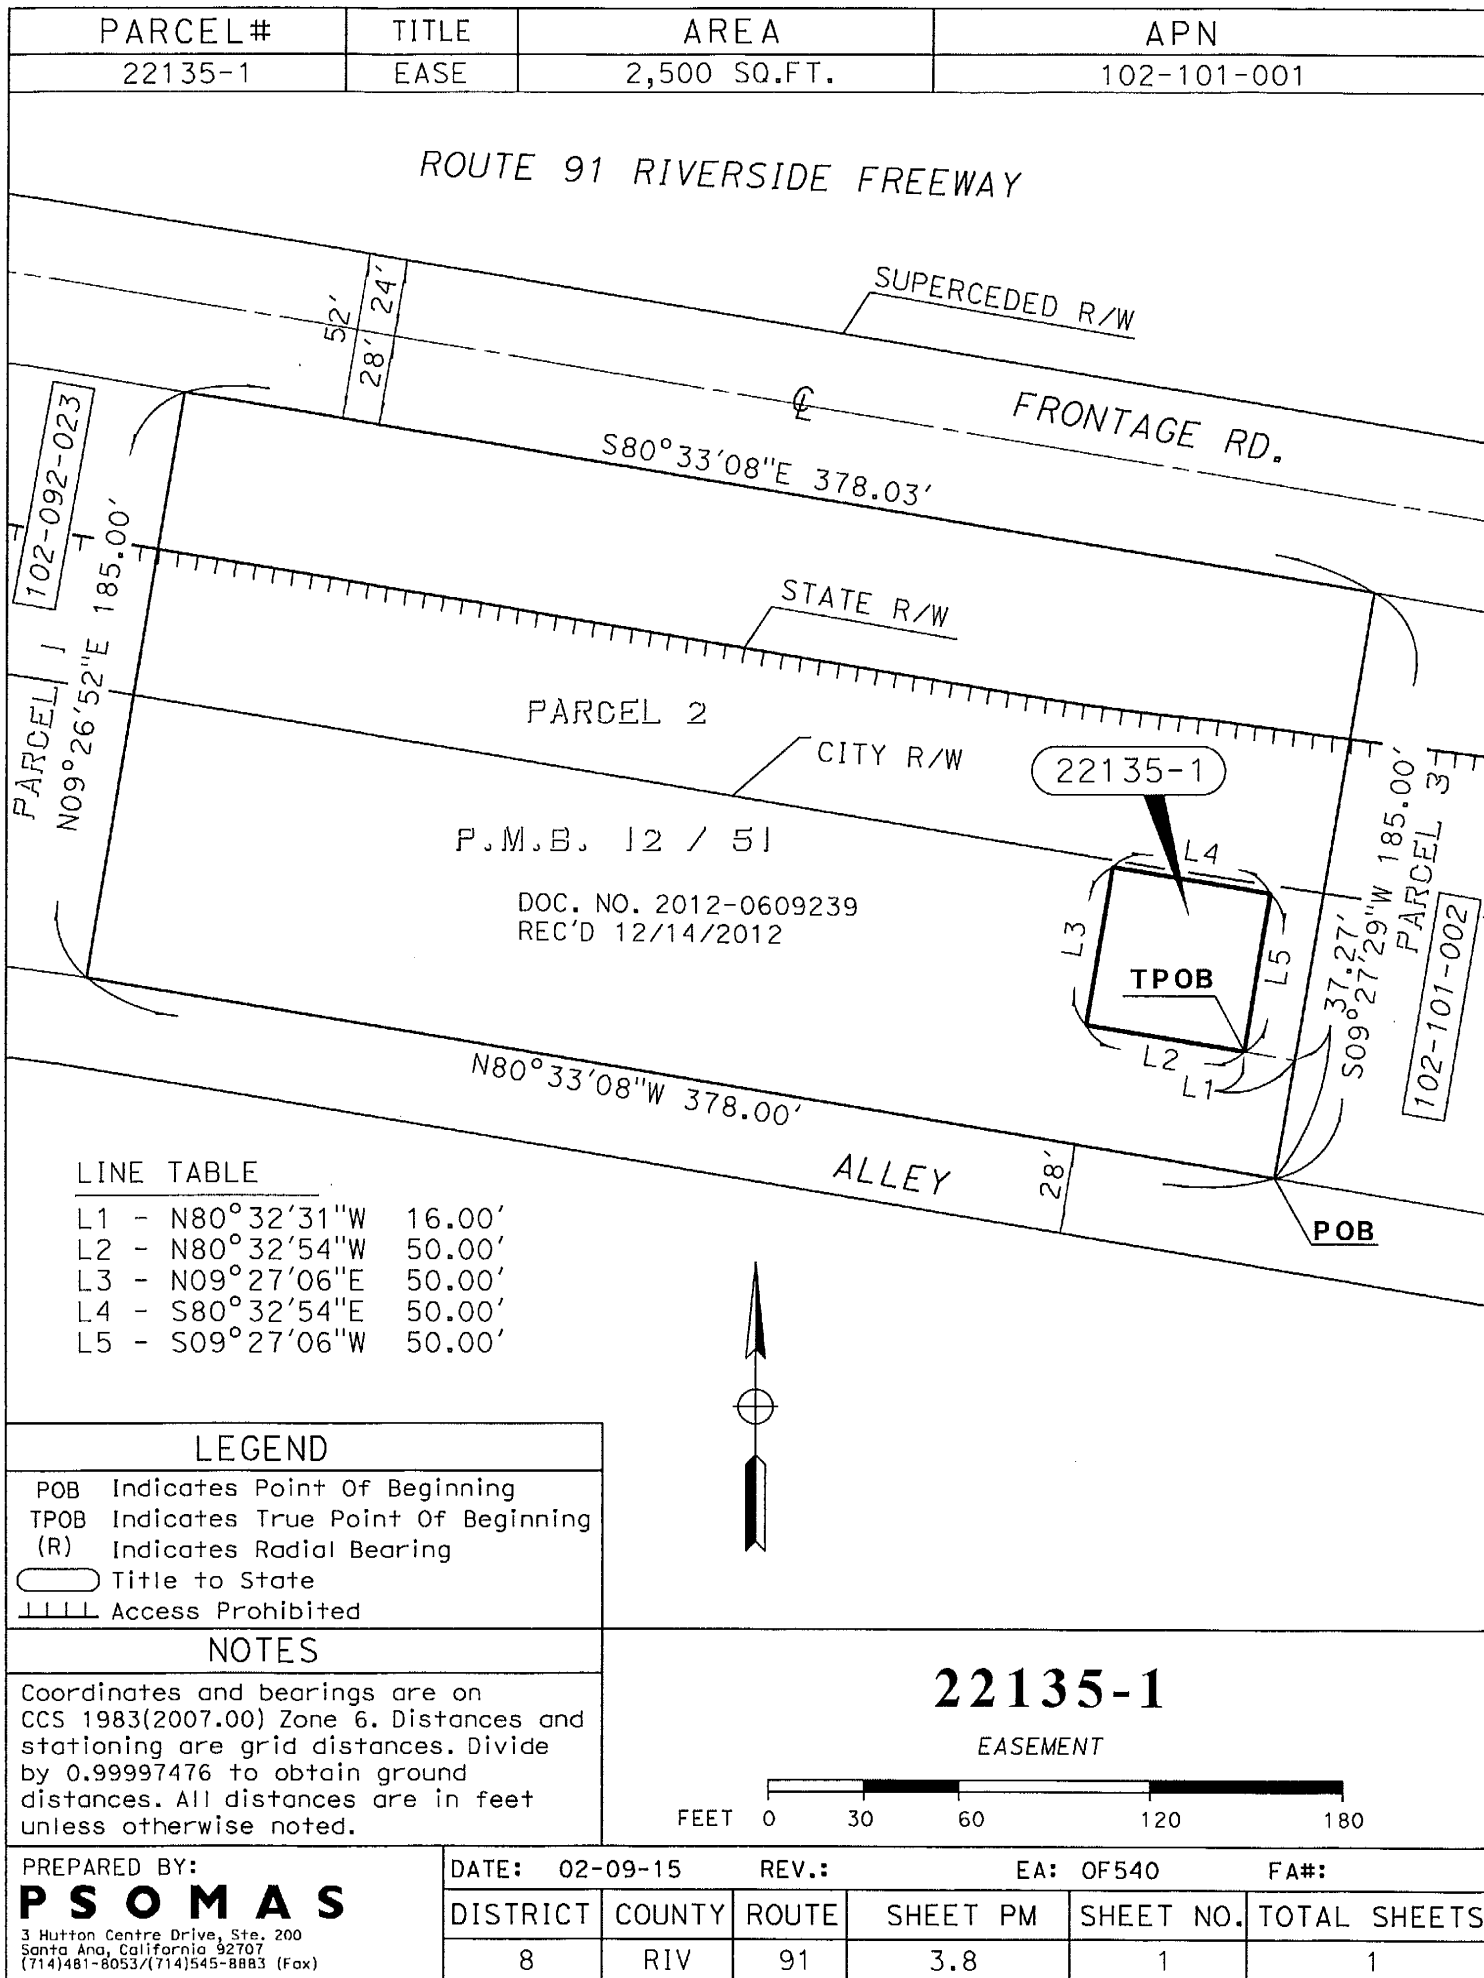 PARCEL# TITLE AREA APN
22135-1 EASE 2,500 SQ.FT. 102-101-001
ROUTE 91 RIVERSIDE FREEWAY
SUPERCEDED R/W
52'
24'
28'
℄
FRONTAGE RD.
S80°33'08"E 378.03'
102-092-023
PARCEL 1
N09°26'52"E 185.00'
STATE R/W
PARCEL 2
CITY R/W
22135-1
P.M.B. 12 / 51
DOC. NO. 2012-0609239
REC'D 12/14/2012
L4
L3
L5
TPOB
L2
L1
37.27'
S09°27'29"W 185.00'
PARCEL 3
102-101-002
N80°33'08"W 378.00'
ALLEY
28'
POB
LINE TABLE
L1 - N80°32'31"W 16.00'
L2 - N80°32'54"W 50.00'
L3 - N09°27'06"E 50.00'
L4 - S80°32'54"E 50.00'
L5 - S09°27'06"W 50.00'
LEGEND
POB Indicates Point Of Beginning
TPOB Indicates True Point Of Beginning
(R) Indicates Radial Bearing
Title to State
Access Prohibited
NOTES
Coordinates and bearings are on
CCS 1983(2007.00) Zone 6. Distances and
stationing are grid distances. Divide
by 0.99997476 to obtain ground
distances. All distances are in feet
unless otherwise noted.
22135-1
EASEMENT
FEET 0 30 60 120 180
PREPARED BY:
PSOMAS
3 Hutton Centre Drive, Ste. 200
Santa Ana, California 92707
(714)481-8053/(714)545-8883 (Fax)
DATE: 02-09-15 REV.: EA: 0F540 FA#:
DISTRICT COUNTY ROUTE SHEET PM SHEET NO. TOTAL SHEETS
8 RIV 91 3.8 1 1